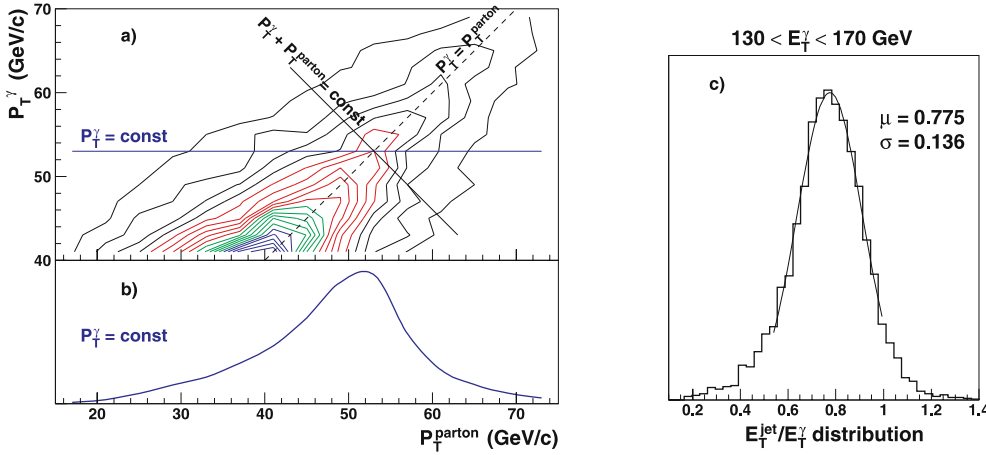 a)
P_T^γ (GeV/c)
70
60
50
40
P_T^γ + P_T^parton = const
P_T^γ = P_T^parton
P_T^γ = const
b)
P_T^γ = const
20 30 40 50 60 70
P_T^parton (GeV/c)
130 < E_T^γ < 170 GeV
c)
μ = 0.775
σ = 0.136
0.2 0.4 0.6 0.8 1 1.2 1.4
E_T^jet/E_T^γ distribution